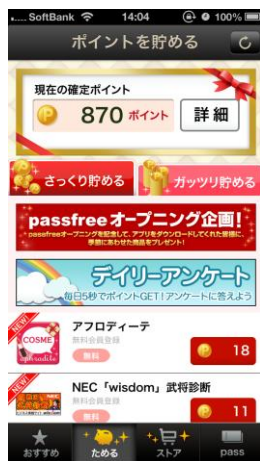 SoftBank 14:04 100%
ポイントを貯める
現在の確定ポイント
870 ポイント
詳細
さっくり貯める
ガッツリ貯める
passfreeオープニング企画!
passfreeオープニングを記念して、アプリをダウンロードしてくれた皆様に、
季節にあわせた商品をプレゼント!
デイリーアンケート
毎日5秒でポイントGET!アンケートに答えよう
NEW
COSME
aphrodite
アフロディーテ
無料会員登録
無料
18
NEW
NEC「wisdom」武将診断
無料会員登録
無料
11
おすすめ
ためる
ストア
pass